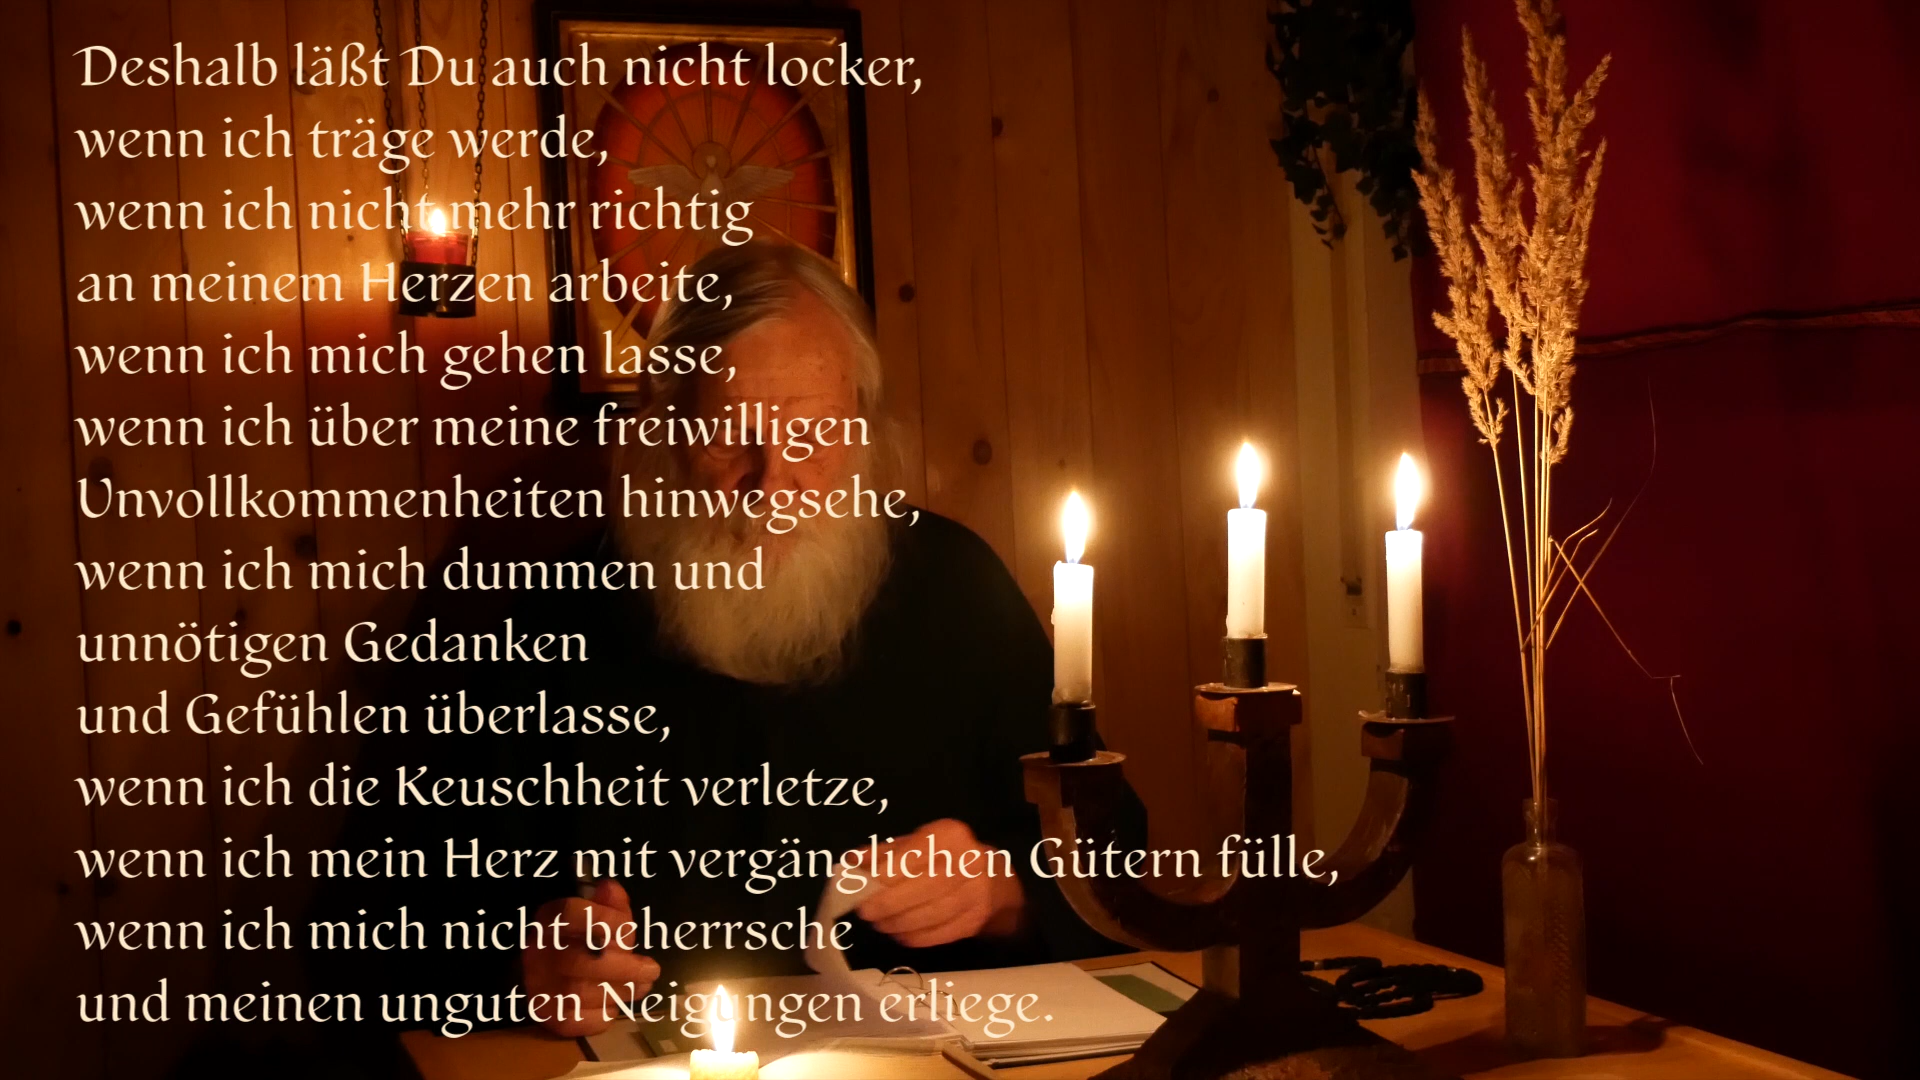 Deshalb läßt Du auch nicht locker,
wenn ich träge werde,
wenn ich nicht mehr richtig
an meinem Herzen arbeite,
wenn ich mich gehen lasse,
wenn ich über meine freiwilligen
Unvollkommenheiten hinwegsehe,
wenn ich mich dummen und
unnötigen Gedanken
und Gefühlen überlasse,
wenn ich die Keuschheit verletze,
wenn ich mein Herz mit vergänglichen Gütern fülle,
wenn ich mich nicht beherrsche
und meinen unguten Neigungen erliege.